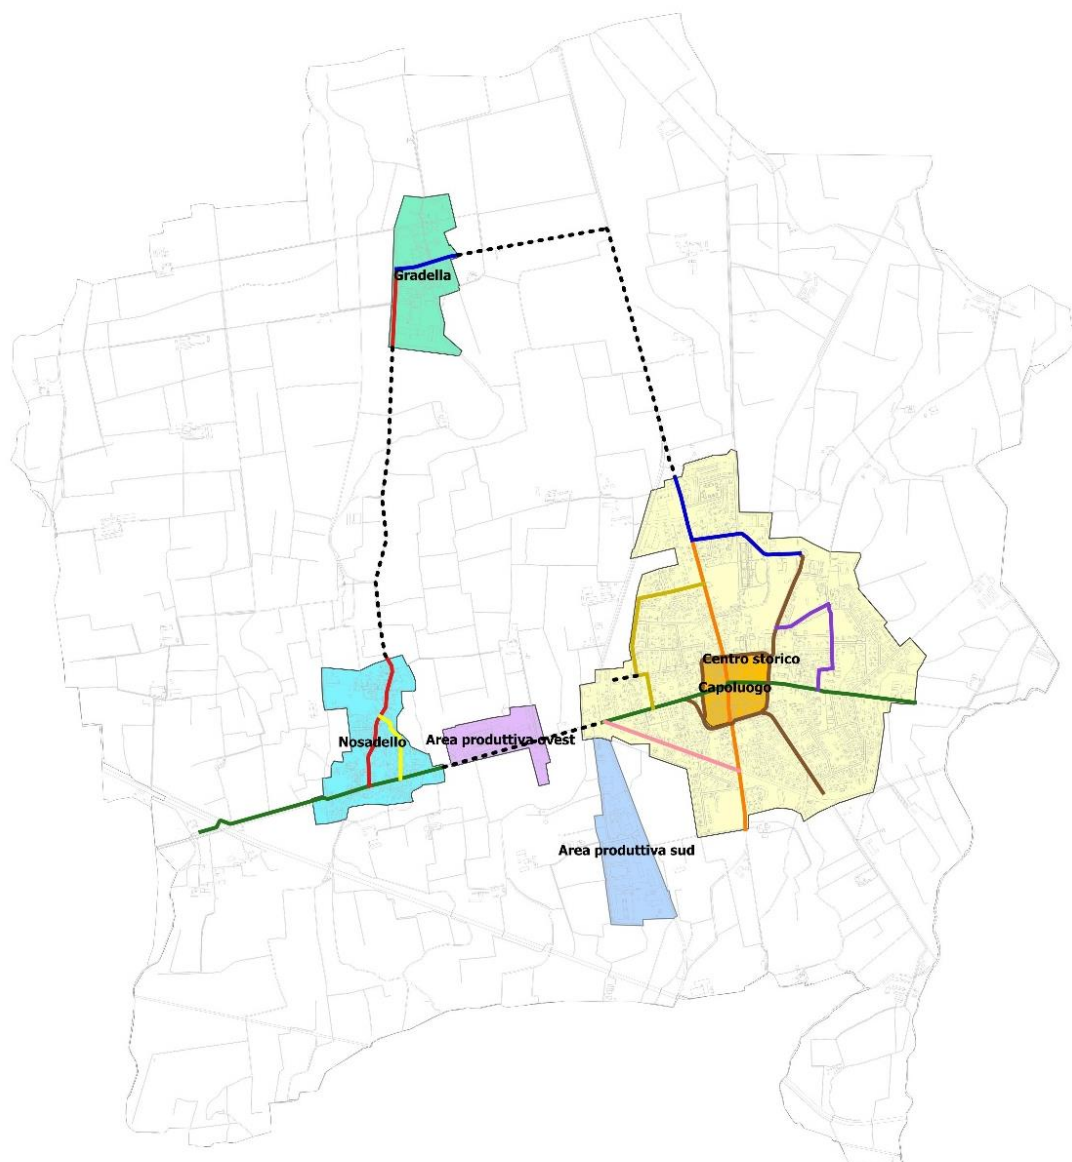 Gradella
Centro storico
Capoluogo
Nosadello
Area produttiva ovest
Area produttiva sud